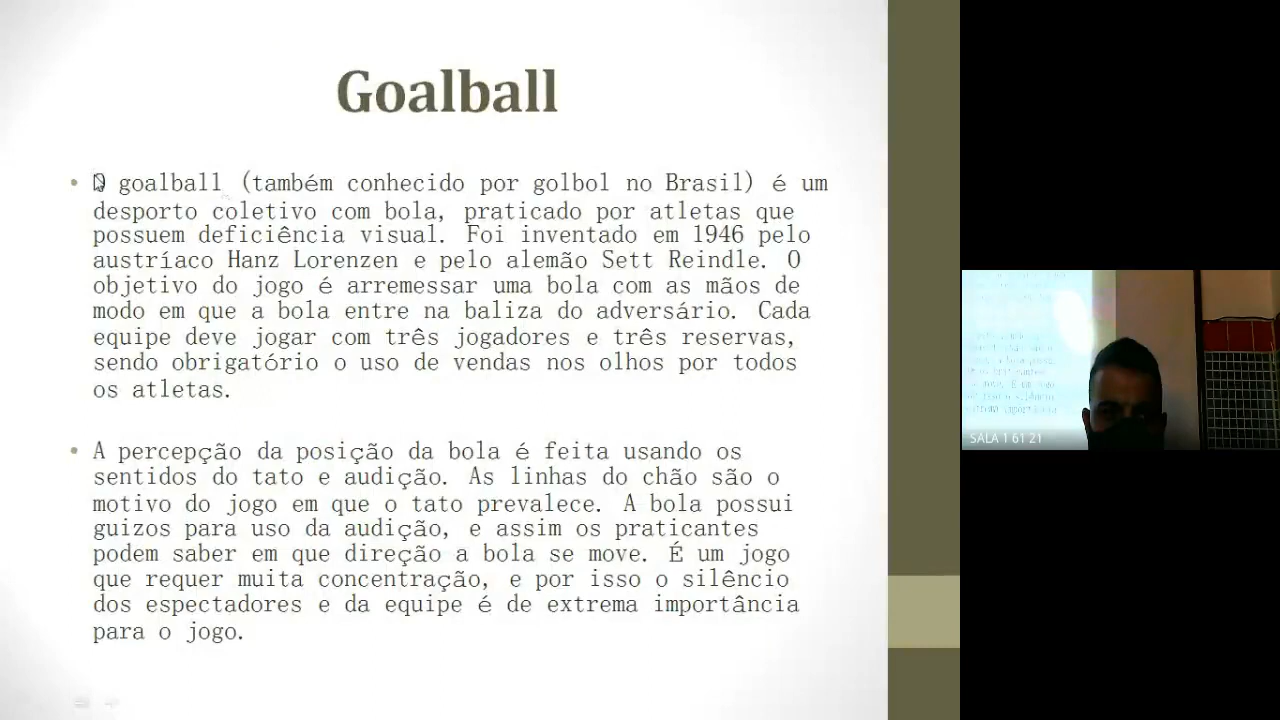 Goalball
• O goalball (também conhecido por golbol no Brasil) é um
desporto coletivo com bola, praticado por atletas que
possuem deficiência visual. Foi inventado em 1946 pelo
austríaco Hanz Lorenzen e pelo alemão Sett Reindle. O
objetivo do jogo é arremessar uma bola com as mãos de
modo em que a bola entre na baliza do adversário. Cada
equipe deve jogar com três jogadores e três reservas,
sendo obrigatório o uso de vendas nos olhos por todos
os atletas.
• A percepção da posição da bola é feita usando os
sentidos do tato e audição. As linhas do chão são o
motivo do jogo em que o tato prevalece. A bola possui
guizos para uso da audição, e assim os praticantes
podem saber em que direção a bola se move. É um jogo
que requer muita concentração, e por isso o silêncio
dos espectadores e da equipe é de extrema importância
para o jogo.
SALA 1 61 21